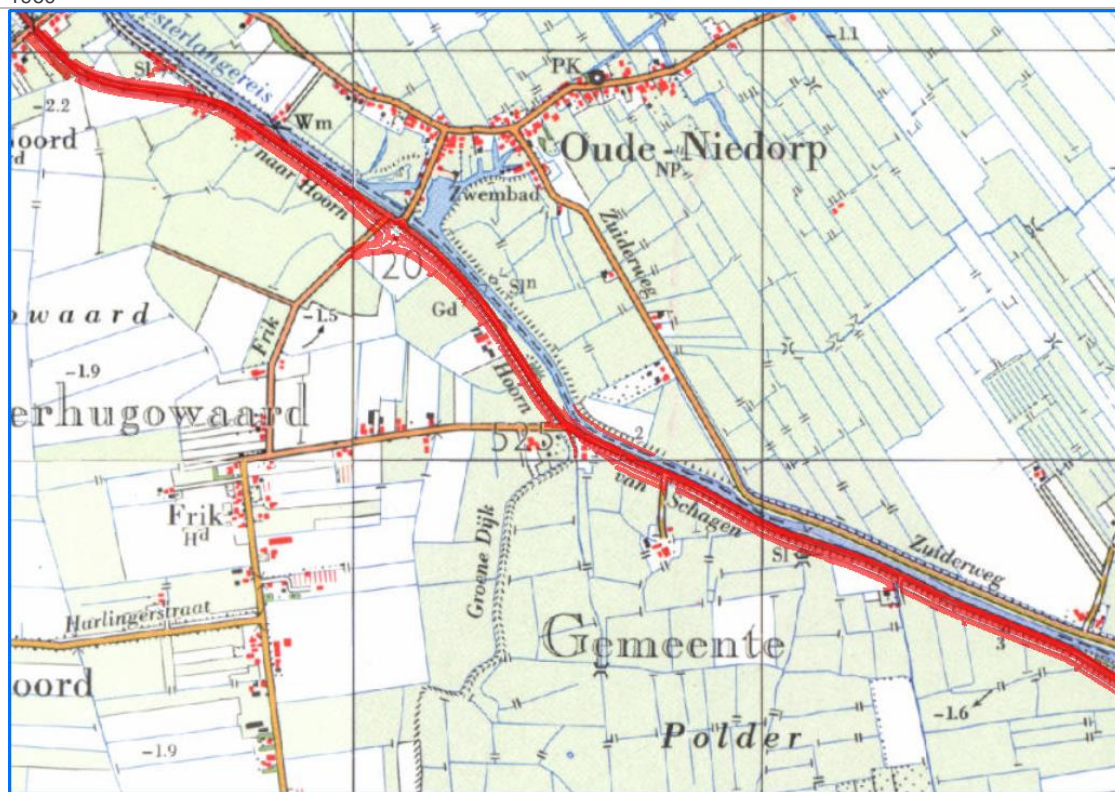 esterlangereis
Sl
PK
-1.1
-2.2
Wm
oord
d
Oude-Niedorp
NP
naar Hoorn
Zwembad
Zuiderweg
120
Sln
Gd
-1.5
owaard
Frik
-1.9
Hoorn
erhugowaard
525
2
van Schagen
Frik
Hd
Groene Dijk
Sl
Zuiderweg
Harlingerstraat
Gemeente
3
oord
-1.6
-1.9
Polder